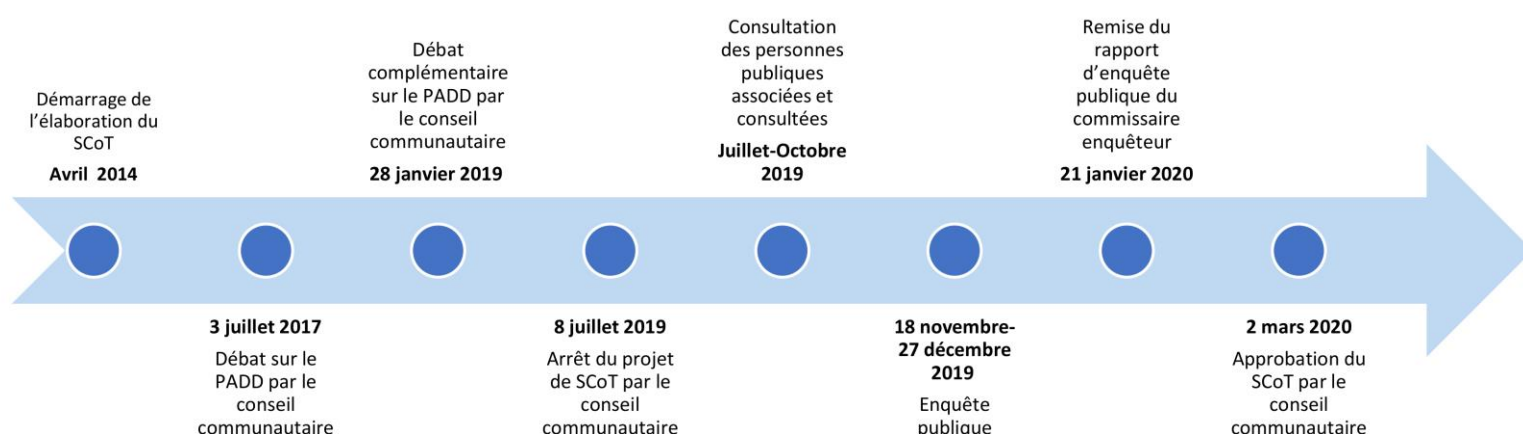 Démarrage de
l’élaboration du
SCoT
Avril 2014
3 juillet 2017
Débat sur le
PADD par le
conseil
communautaire
Débat
complémentaire
sur le PADD par
le conseil
communautaire
28 janvier 2019
8 juillet 2019
Arrêt du projet
de SCoT par le
conseil
communautaire
Consultation
des personnes
publiques
associées et
consultées
Juillet-Octobre
2019
18 novembre-
27 décembre
2019
Enquête
publique
Remise du
rapport
d’enquête
publique du
commissaire
enquêteur
21 janvier 2020
2 mars 2020
Approbation du
SCoT par le
conseil
communautaire